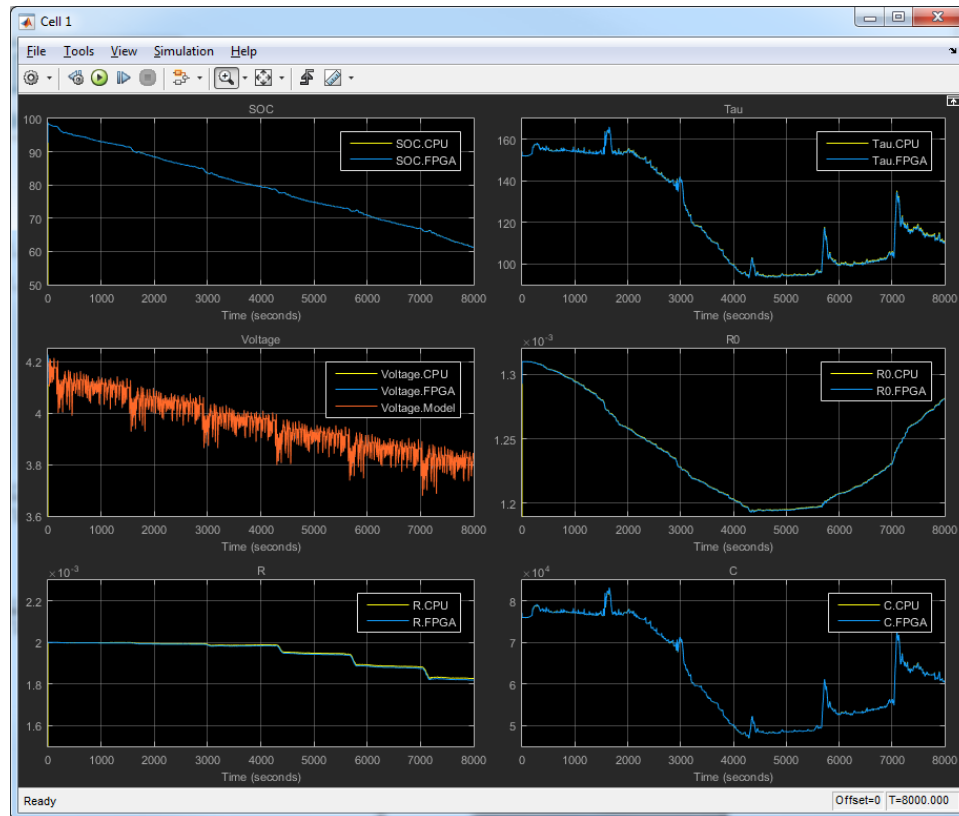 Cell 1
File Tools View Simulation Help
SOC
100
90
80
70
60
50
SOC.CPU
SOC.FPGA
0 1000 2000 3000 4000 5000 6000 7000 8000
Time (seconds)
Tau
160
140
120
100
Tau.CPU
Tau.FPGA
0 1000 2000 3000 4000 5000 6000 7000 8000
Time (seconds)
Voltage
4.2
4
3.8
3.6
Voltage.CPU
Voltage.FPGA
Voltage.Model
0 1000 2000 3000 4000 5000 6000 7000 8000
Time (seconds)
×10⁻³
R0
1.3
1.25
1.2
R0.CPU
R0.FPGA
0 1000 2000 3000 4000 5000 6000 7000 8000
Time (seconds)
×10⁻³
R
2.2
2
1.8
1.6
R.CPU
R.FPGA
0 1000 2000 3000 4000 5000 6000 7000 8000
Time (seconds)
×10⁴
C
8
7
6
5
C.CPU
C.FPGA
0 1000 2000 3000 4000 5000 6000 7000 8000
Time (seconds)
Ready
Offset=0 T=8000.000